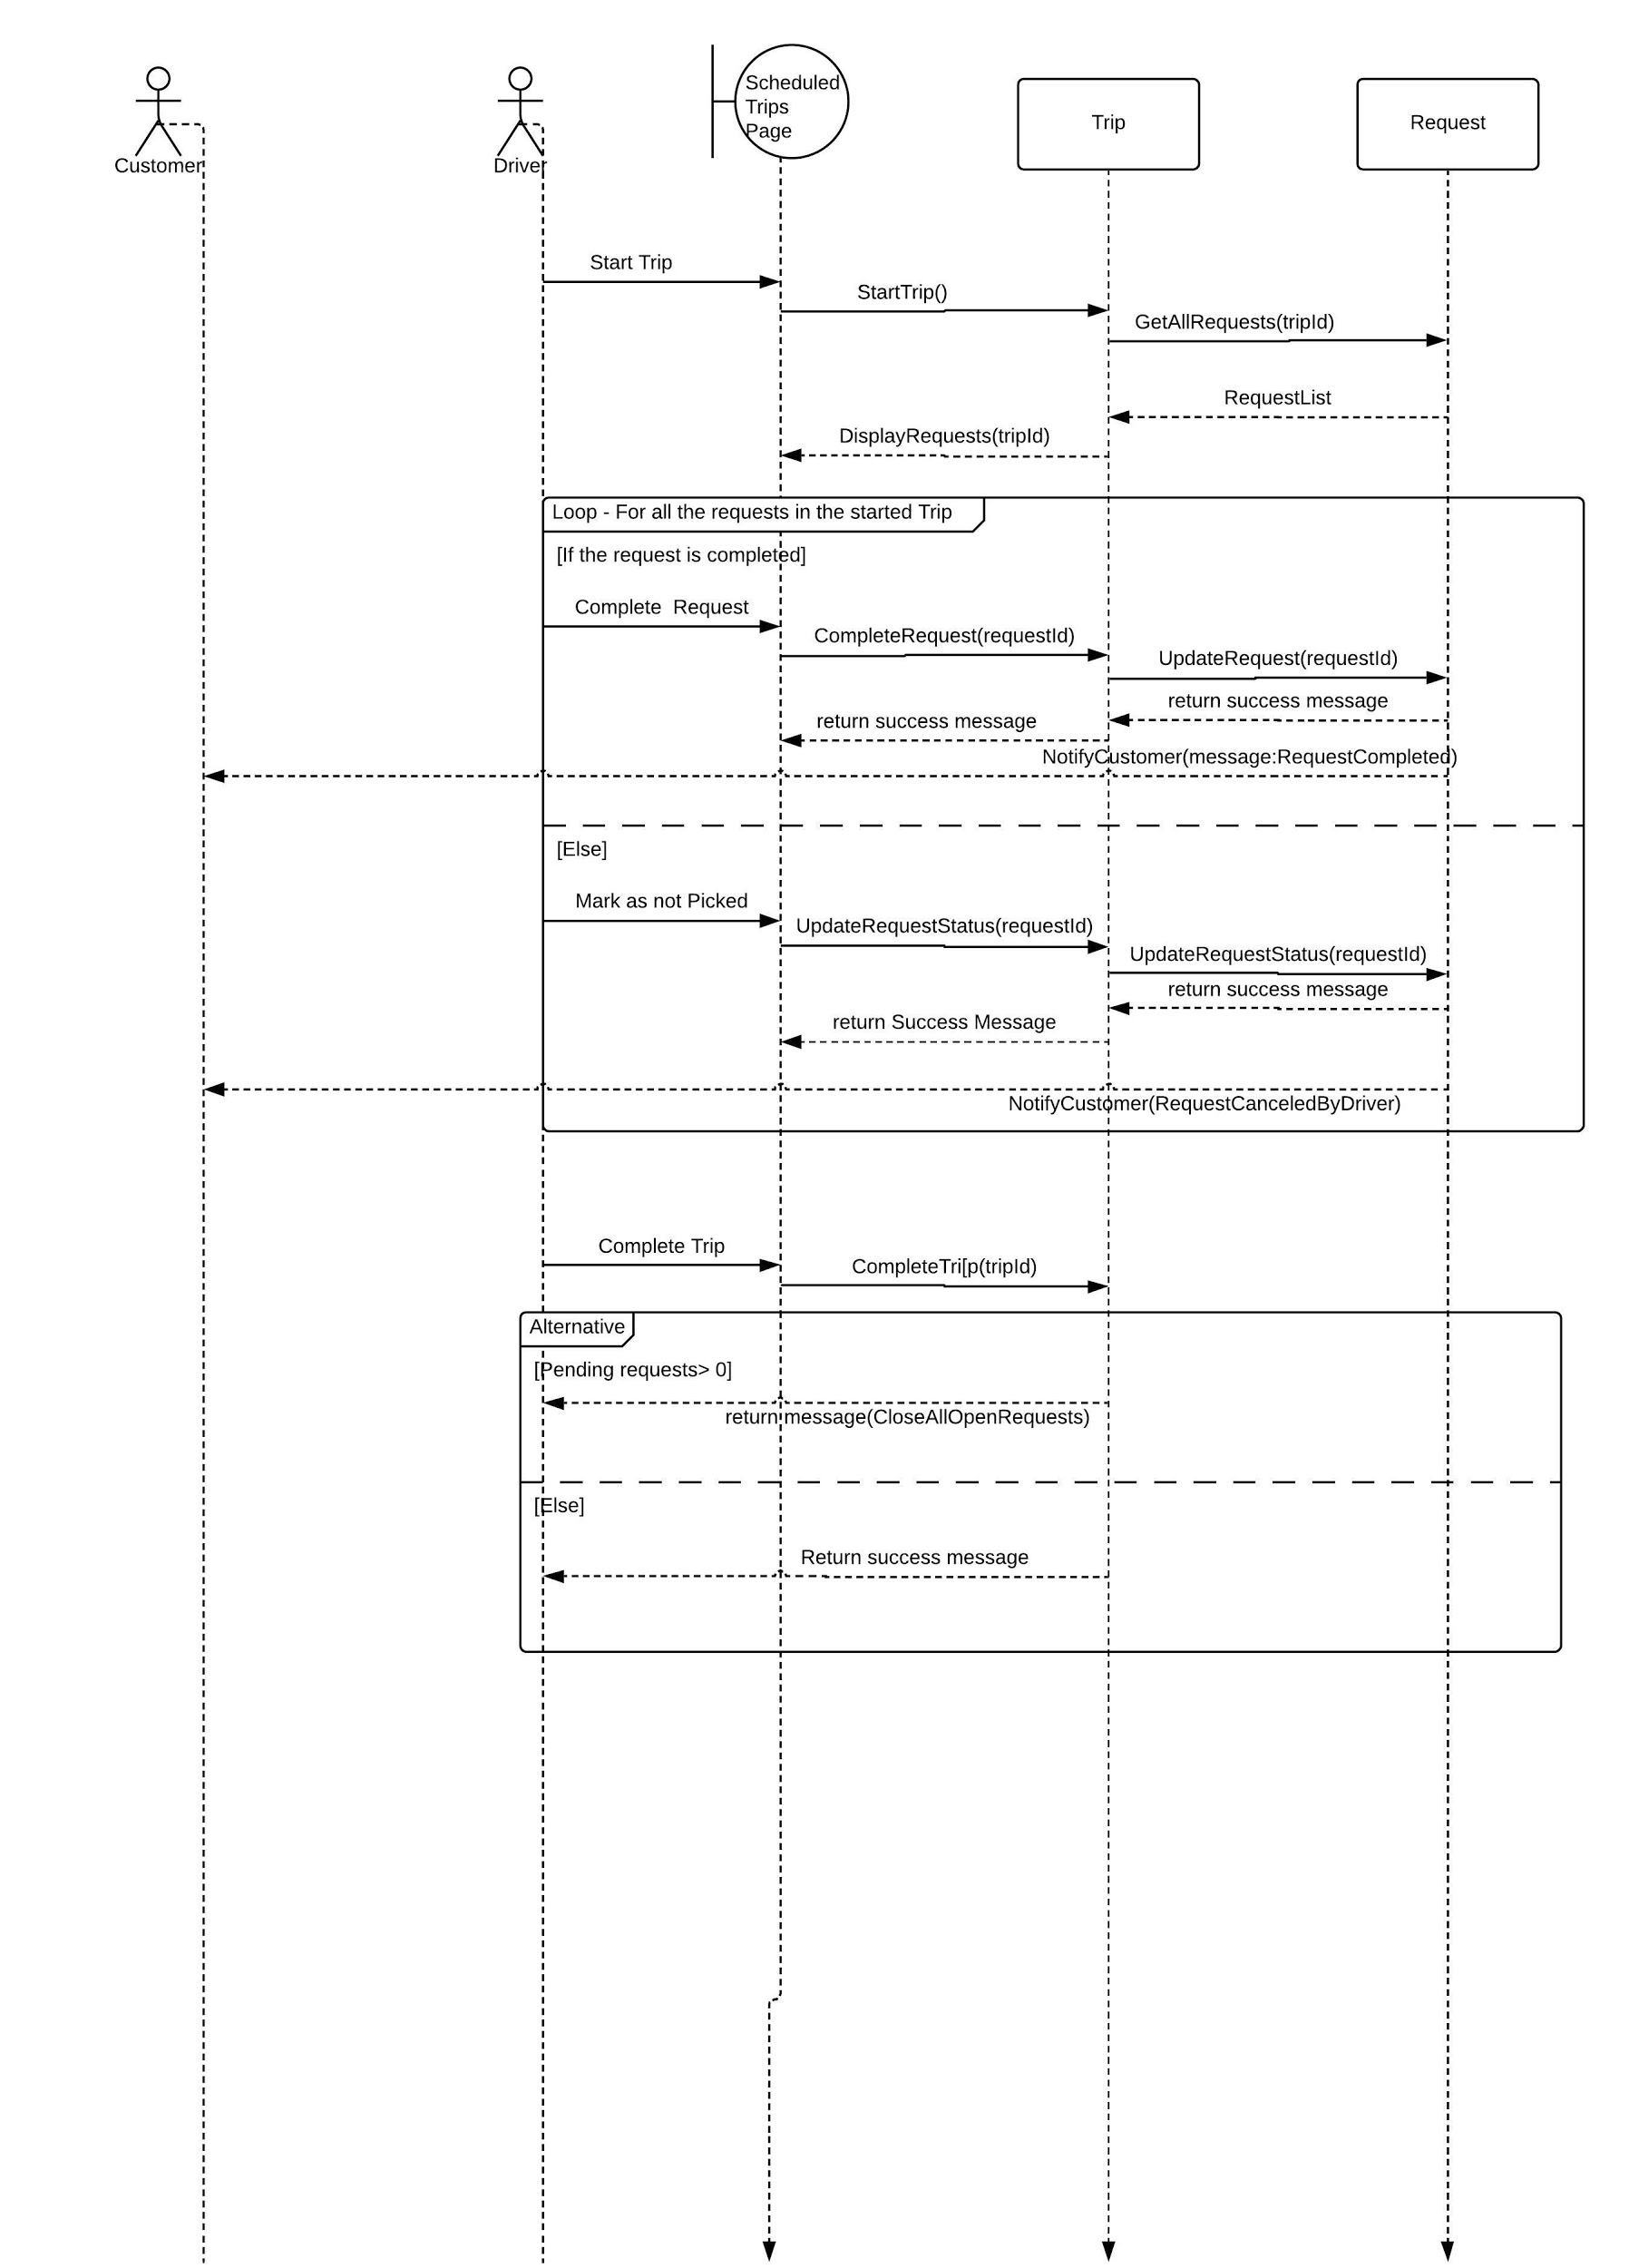 Scheduled
Trips
Page
Trip
Request
Customer
Driver
Start Trip
StartTrip()
GetAllRequests(tripId)
RequestList
DisplayRequests(tripId)
Loop - For all the requests in the started Trip
[If the request is completed]
Complete  Request
CompleteRequest(requestId)
UpdateRequest(requestId)
return success message
return success message
NotifyCustomer(message:RequestCompleted)
[Else]
Mark as not Picked
UpdateRequestStatus(requestId)
UpdateRequestStatus(requestId)
return success message
return Success Message
NotifyCustomer(RequestCanceledByDriver)
Complete Trip
CompleteTri[p(tripId)
Alternative
[Pending requests> 0]
return message(CloseAllOpenRequests)
[Else]
Return success message